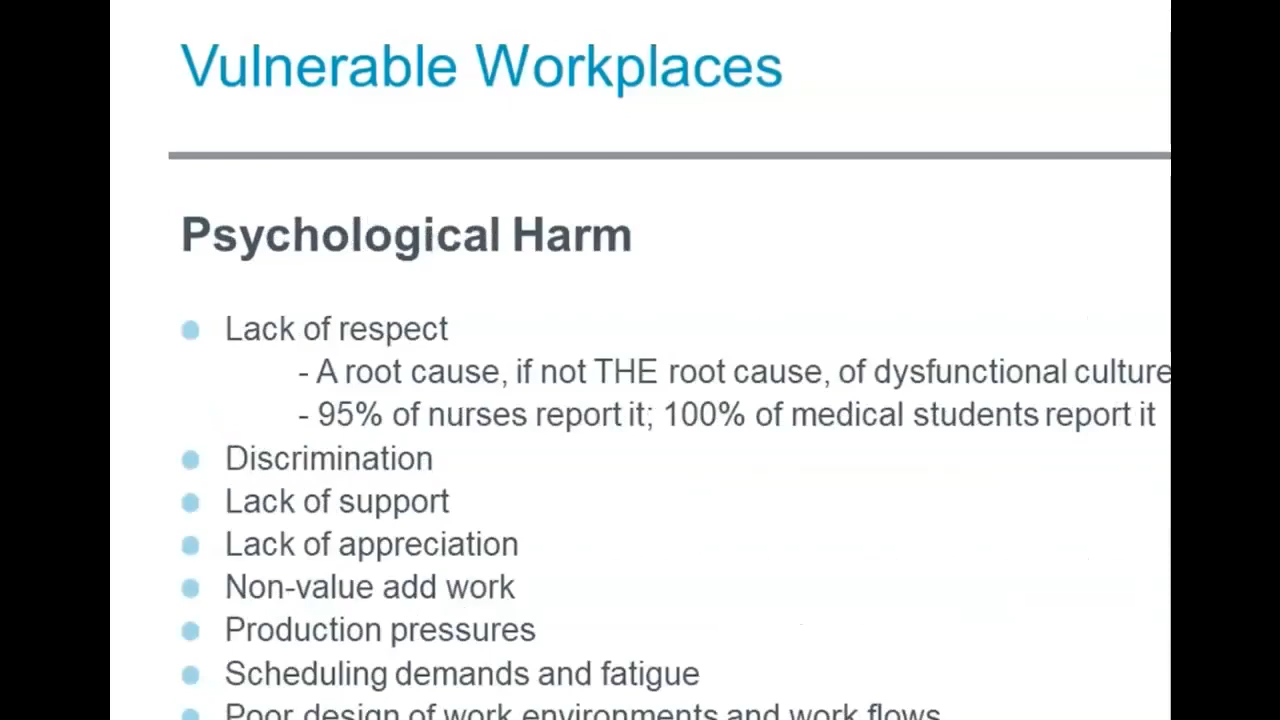 Vulnerable Workplaces
Psychological Harm
Lack of respect
- A root cause, if not THE root cause, of dysfunctional culture
- 95% of nurses report it; 100% of medical students report it
Discrimination
Lack of support
Lack of appreciation
Non-value add work
Production pressures
Scheduling demands and fatigue
Poor design of work environments and work flows